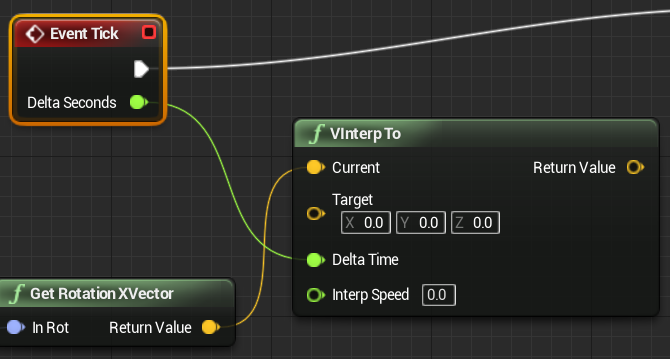 Event Tick
Delta Seconds
VInterp To
Current Return Value
Target
X 0.0 Y 0.0 Z 0.0
Delta Time
Interp Speed 0.0
Get Rotation XVector
In Rot Return Value